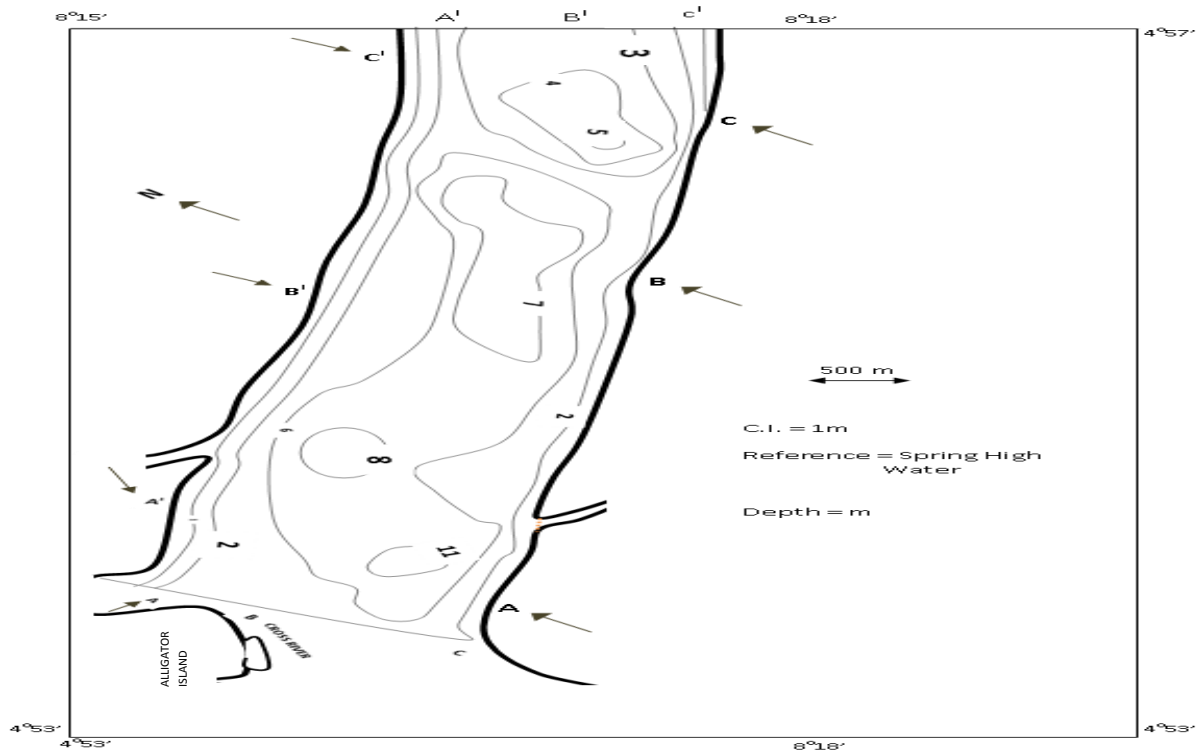 8°15'
A'
B'
c'
8°18'
4°57'
3
C'
4
5
C
N
B'
B
7
500 m
2
C.I. = 1m
6
8
Reference = Spring High
Water
A'
Depth = m
1
2
11
A
A
B
CROSS RIVER
C
ALLIGATOR
ISLAND
4°53'
4°53'
8°18'
4°53'